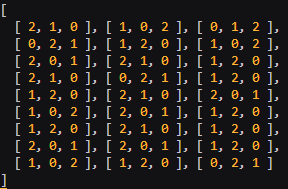 [
[ 2, 1, 0 ], [ 1, 0, 2 ], [ 0, 1, 2 ],
[ 0, 2, 1 ], [ 1, 2, 0 ], [ 1, 0, 2 ],
[ 2, 0, 1 ], [ 2, 1, 0 ], [ 1, 2, 0 ],
[ 2, 1, 0 ], [ 0, 2, 1 ], [ 1, 2, 0 ],
[ 1, 2, 0 ], [ 2, 1, 0 ], [ 2, 0, 1 ],
[ 1, 0, 2 ], [ 2, 0, 1 ], [ 1, 2, 0 ],
[ 1, 2, 0 ], [ 2, 1, 0 ], [ 1, 2, 0 ],
[ 2, 0, 1 ], [ 2, 0, 1 ], [ 1, 2, 0 ],
[ 1, 0, 2 ], [ 1, 2, 0 ], [ 0, 2, 1 ]
]